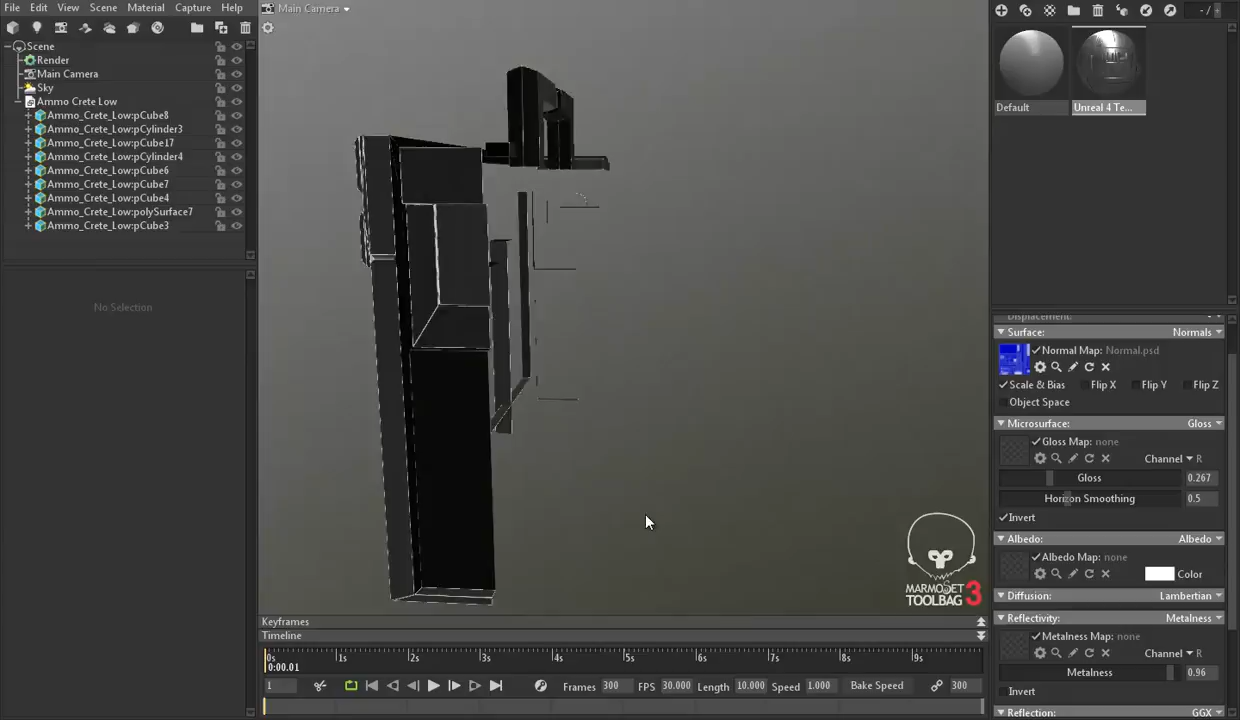 File Edit View Scene Material Capture Help
Main Camera
- / +
Scene
Render
Main Camera
Sky
Ammo Crete Low
Ammo_Crete_Low:pCube8
Ammo_Crete_Low:pCylinder3
Ammo_Crete_Low:pCube17
Ammo_Crete_Low:pCylinder4
Ammo_Crete_Low:pCube6
Ammo_Crete_Low:pCube7
Ammo_Crete_Low:pCube4
Ammo_Crete_Low:polySurface7
Ammo_Crete_Low:pCube3
No Selection
Default
Unreal 4 Te...
Displacement:
Surface: Normals
Normal Map: Normal.psd
Scale & Bias Flip X Flip Y Flip Z
Object Space
Microsurface: Gloss
Gloss Map: none
Channel R
Gloss 0.267
Horizon Smoothing 0.5
Invert
Albedo: Albedo
Albedo Map: none
Color
Diffusion: Lambertian
Reflectivity: Metalness
Metalness Map: none
Channel R
Metalness 0.96
Invert
Reflection: GGX
MARMOSET
TOOLBAG 3
Keyframes
Timeline
0s 1s 2s 3s 4s 5s 6s 7s 8s 9s
0:00.01
1 Frames 300 FPS 30.000 Length 10.000 Speed 1.000 Bake Speed 300